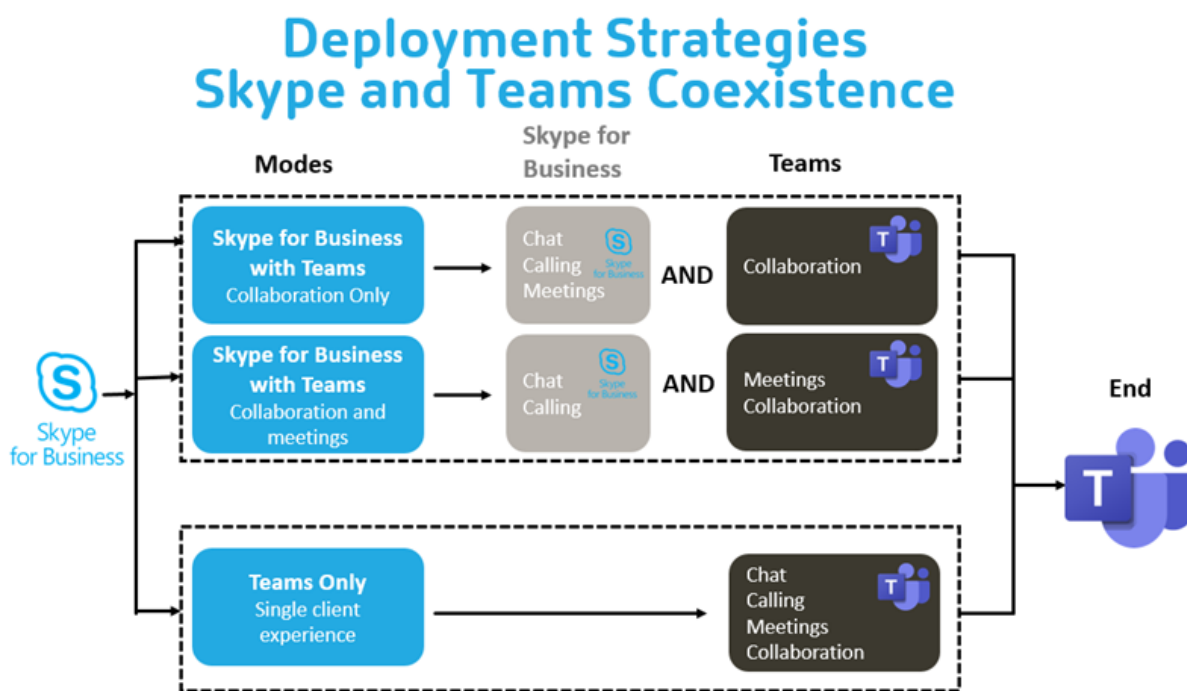 Deployment Strategies
Skype and Teams Coexistence
Modes
Skype for
Business
Teams
Skype for Business
with Teams
Collaboration Only
Chat
Calling
Meetings
S
Skype
for Business
AND
Collaboration
T
Skype for Business
with Teams
Collaboration and
meetings
Chat
Calling
S
Skype
for Business
AND
Meetings
Collaboration
T
S
Skype
for Business
End
T
Teams Only
Single client
experience
Chat
Calling
Meetings
Collaboration
T